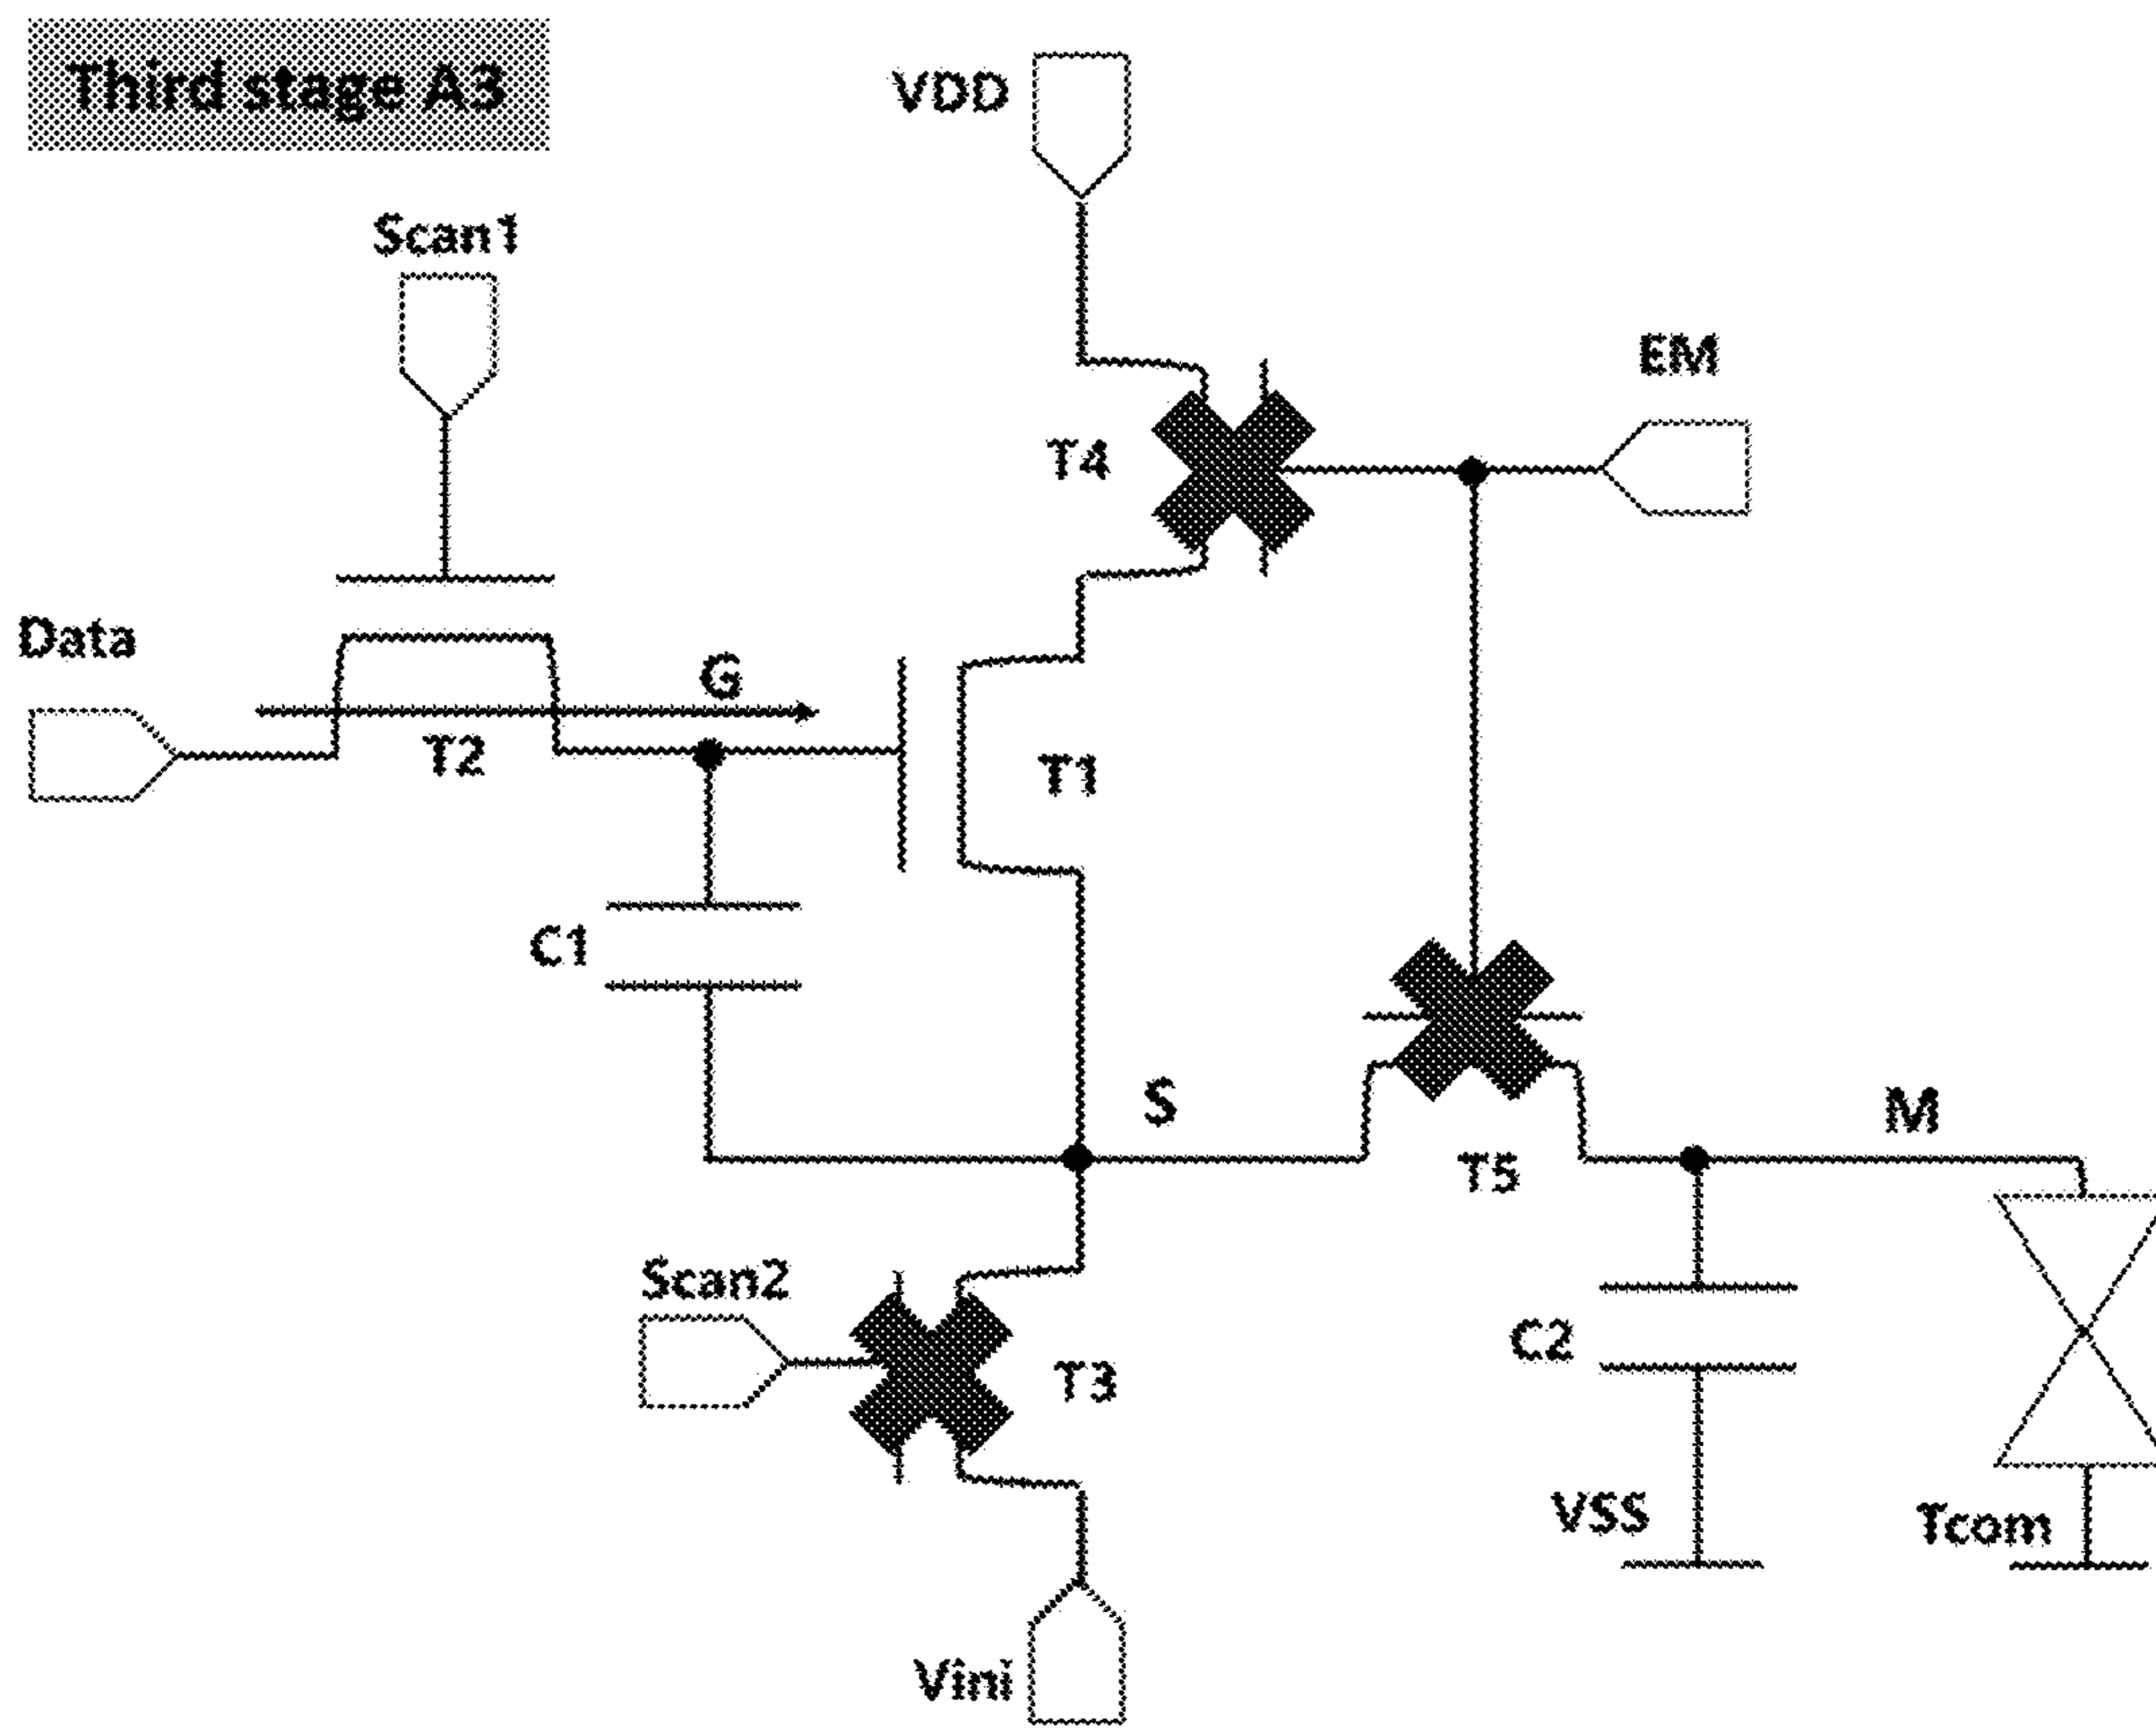 Third stage A3
VDD
Scan1
EM
T4
Data
G
T2
T1
C1
S
M
T5
Scan2
C2
T3
VSS
Tcom
Vini